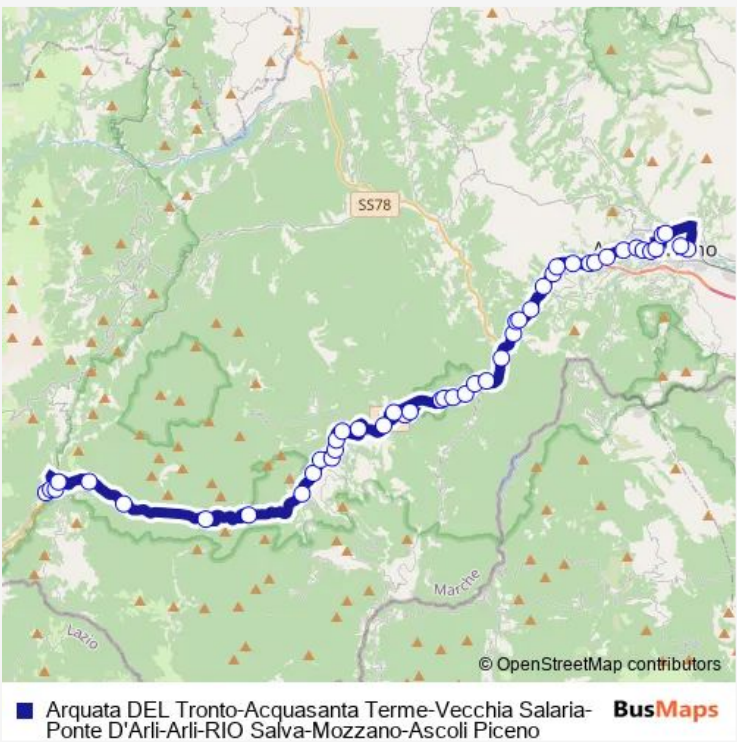 SS78
A
no
Marche
Lazio
© OpenStreetMap contributors
Arquata DEL Tronto-Acquasanta Terme-Vecchia Salaria-
Ponte D'Arli-Arli-RIO Salva-Mozzano-Ascoli Piceno
BusMaps